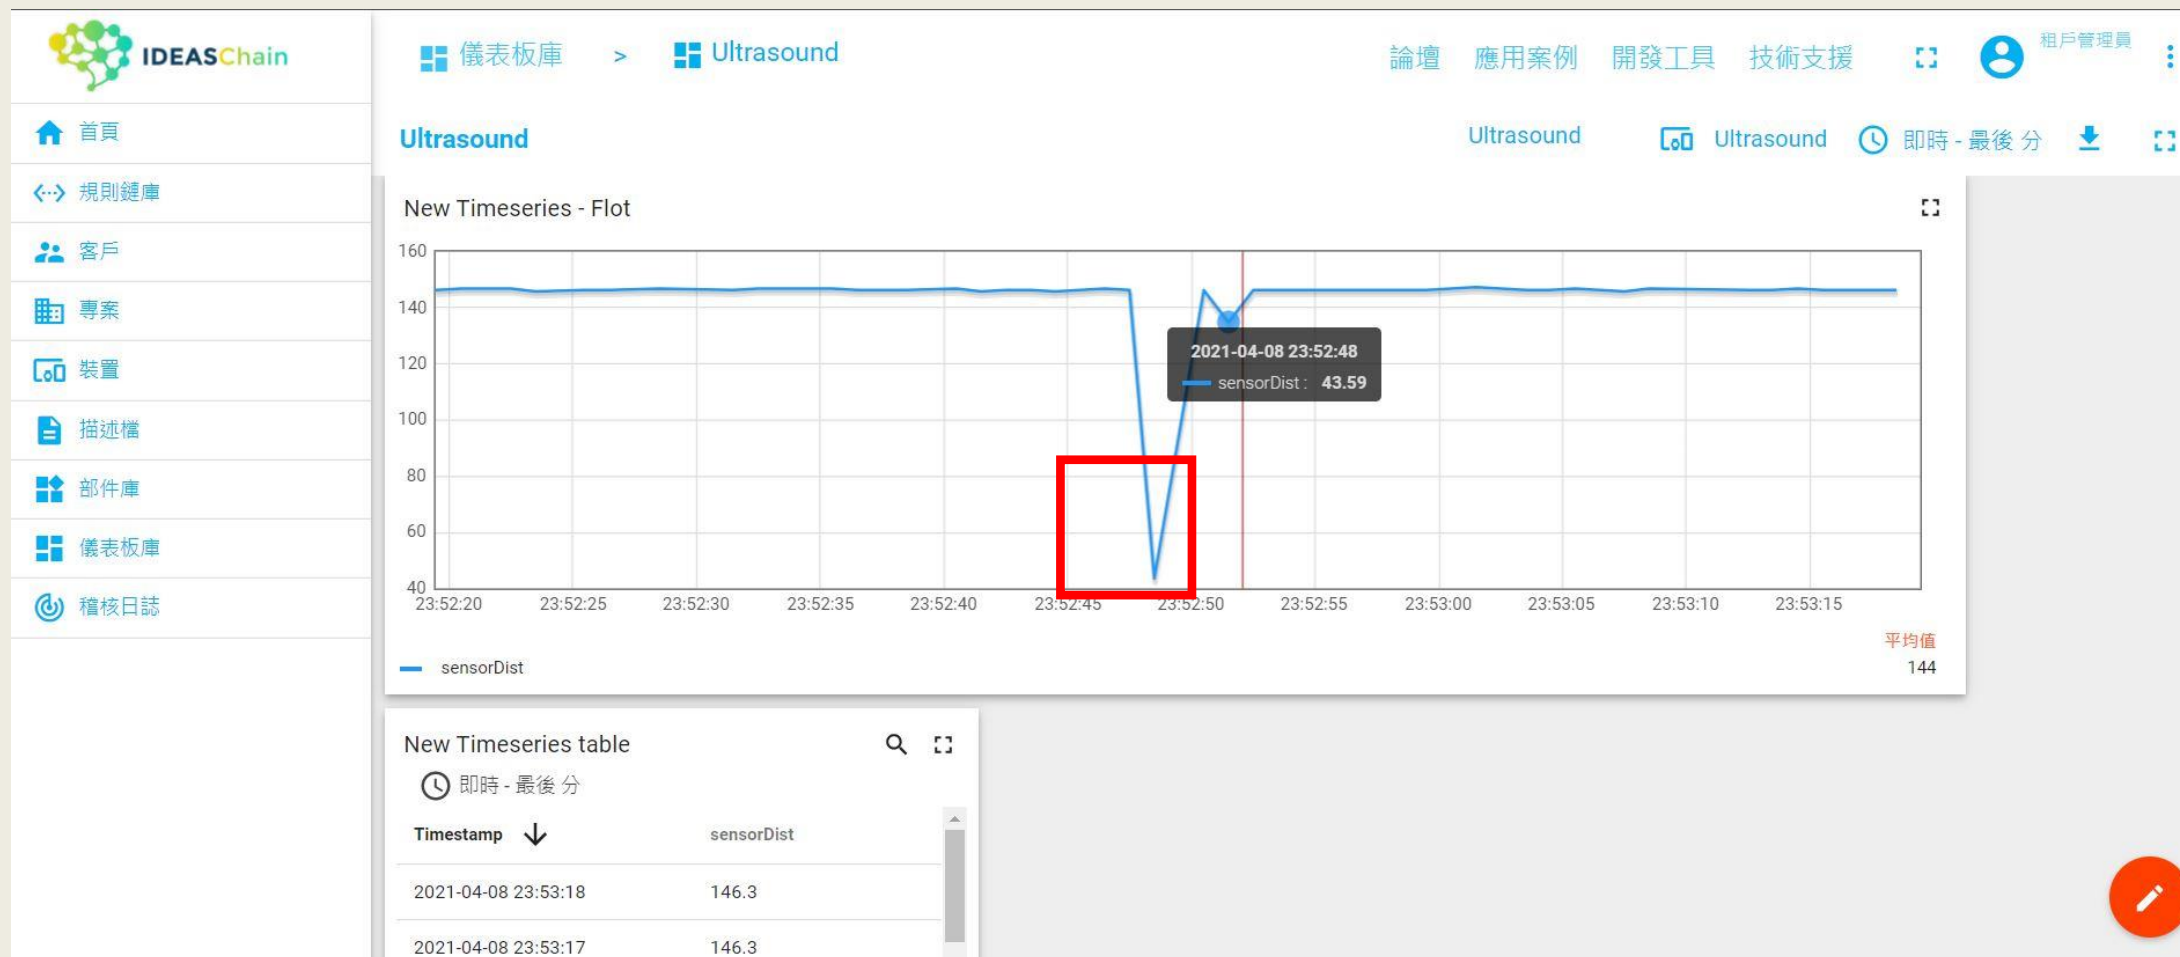 IDEASChain
儀表板庫 > Ultrasound
論壇 應用案例 開發工具 技術支援 租戶管理員
首頁
規則鏈庫
客戶
專案
裝置
描述檔
部件庫
儀表板庫
稽核日誌
Ultrasound
Ultrasound Ultrasound 即時 - 最後 分
New Timeseries - Flot
160
140
120
100
80
60
40
2021-04-08 23:52:48
sensorDist : 43.59
23:52:20 23:52:25 23:52:30 23:52:35 23:52:40 23:52:45 23:52:50 23:52:55 23:53:00 23:53:05 23:53:10 23:53:15
平均值
sensorDist 144
New Timeseries table
即時 - 最後 分
Timestamp sensorDist
2021-04-08 23:53:18 146.3
2021-04-08 23:53:17 146.3